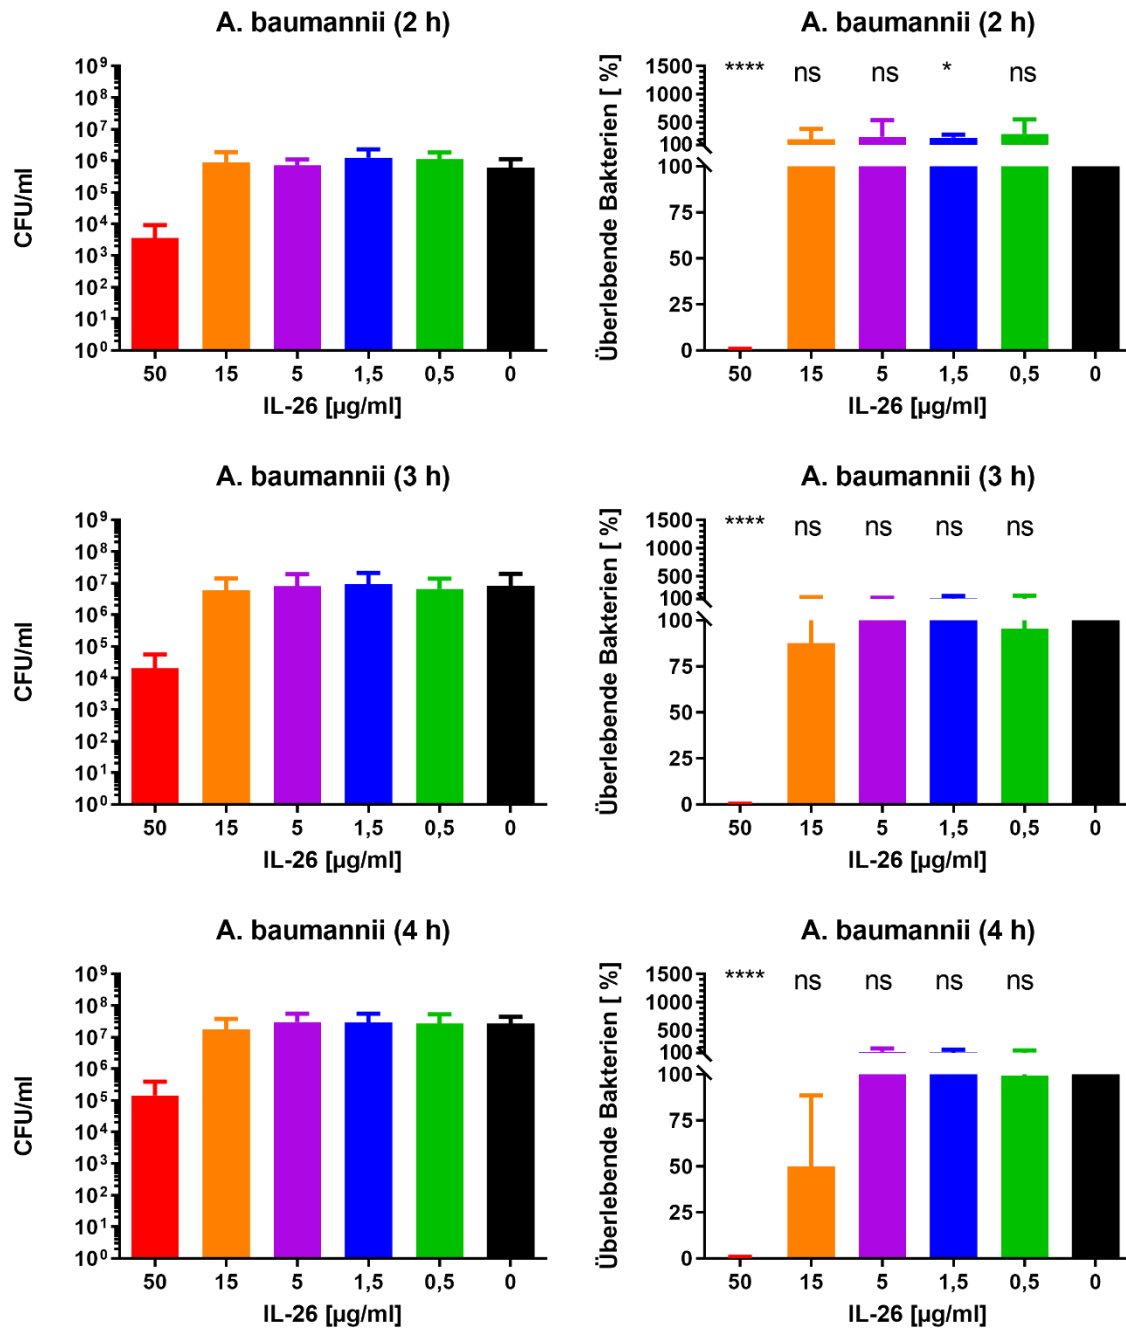 A. baumannii (2 h)
CFU/ml
10⁹
10⁸
10⁷
10⁶
10⁵
10⁴
10³
10²
10¹
10⁰
50 15 5 1,5 0,5 0
IL-26 [µg/ml]
A. baumannii (2 h)
Überlebende Bakterien [ %]
1500
1000
500
100
100
75
50
25
0
**** ns ns * ns
50 15 5 1,5 0,5 0
IL-26 [µg/ml]
A. baumannii (3 h)
CFU/ml
10⁹
10⁸
10⁷
10⁶
10⁵
10⁴
10³
10²
10¹
10⁰
50 15 5 1,5 0,5 0
IL-26 [µg/ml]
A. baumannii (3 h)
Überlebende Bakterien [ %]
1500
1000
500
100
100
75
50
25
0
**** ns ns ns ns
50 15 5 1,5 0,5 0
IL-26 [µg/ml]
A. baumannii (4 h)
CFU/ml
10⁹
10⁸
10⁷
10⁶
10⁵
10⁴
10³
10²
10¹
10⁰
50 15 5 1,5 0,5 0
IL-26 [µg/ml]
A. baumannii (4 h)
Überlebende Bakterien [ %]
1500
1000
500
100
100
75
50
25
0
**** ns ns ns ns
50 15 5 1,5 0,5 0
IL-26 [µg/ml]